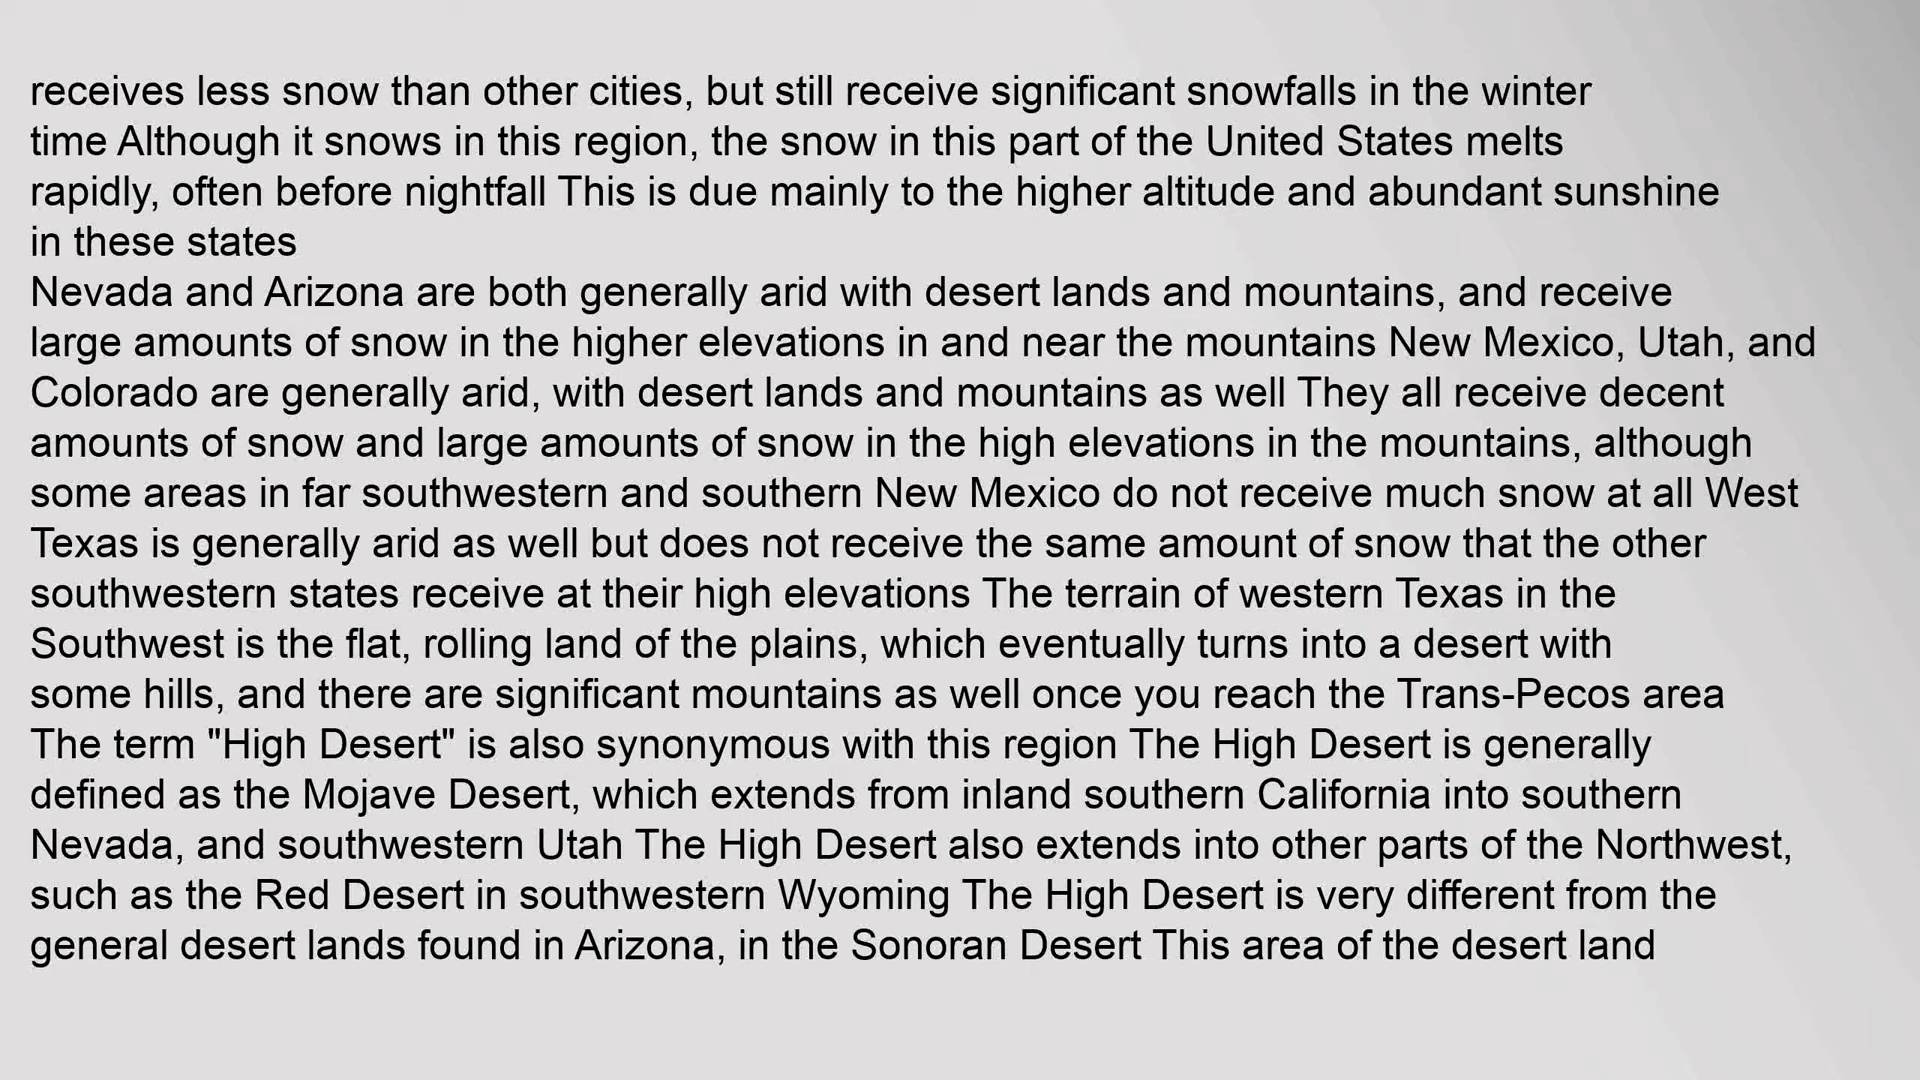 receives less snow than other cities, but still receive significant snowfalls in the winter
time Although it snows in this region, the snow in this part of the United States melts
rapidly, often before nightfall This is due mainly to the higher altitude and abundant sunshine
in these states
Nevada and Arizona are both generally arid with desert lands and mountains, and receive
large amounts of snow in the higher elevations in and near the mountains New Mexico, Utah, and
Colorado are generally arid, with desert lands and mountains as well They all receive decent
amounts of snow and large amounts of snow in the high elevations in the mountains, although
some areas in far southwestern and southern New Mexico do not receive much snow at all West
Texas is generally arid as well but does not receive the same amount of snow that the other
southwestern states receive at their high elevations The terrain of western Texas in the
Southwest is the flat, rolling land of the plains, which eventually turns into a desert with
some hills, and there are significant mountains as well once you reach the Trans-Pecos area
The term "High Desert" is also synonymous with this region The High Desert is generally
defined as the Mojave Desert, which extends from inland southern California into southern
Nevada, and southwestern Utah The High Desert also extends into other parts of the Northwest,
such as the Red Desert in southwestern Wyoming The High Desert is very different from the
general desert lands found in Arizona, in the Sonoran Desert This area of the desert land